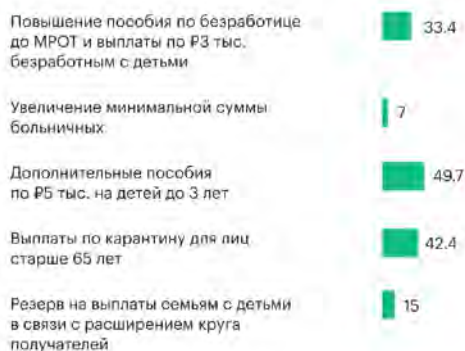 Повышение пособия по безработице
до МРОТ и выплаты по ₽3 тыс.
безработным с детьми
33.4
Увеличение минимальной суммы
больничных
7
Дополнительные пособия
по ₽5 тыс. на детей до 3 лет
49.7
Выплаты по карантину для лиц
старше 65 лет
42.4
Резерв на выплаты семьям с детьми
в связи с расширением круга
получателей
15